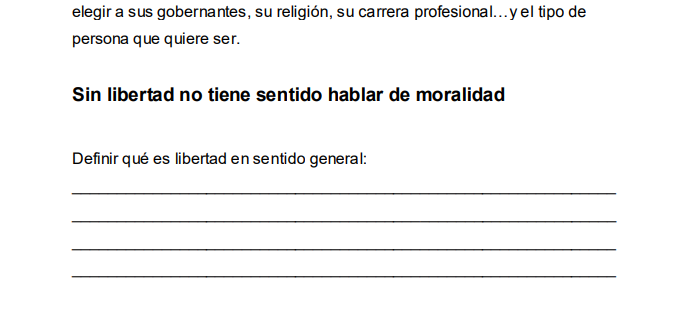 elegir a sus gobernantes, su religión, su carrera profesional…y el tipo de
persona que quiere ser.
Sin libertad no tiene sentido hablar de moralidad
Definir qué es libertad en sentido general: